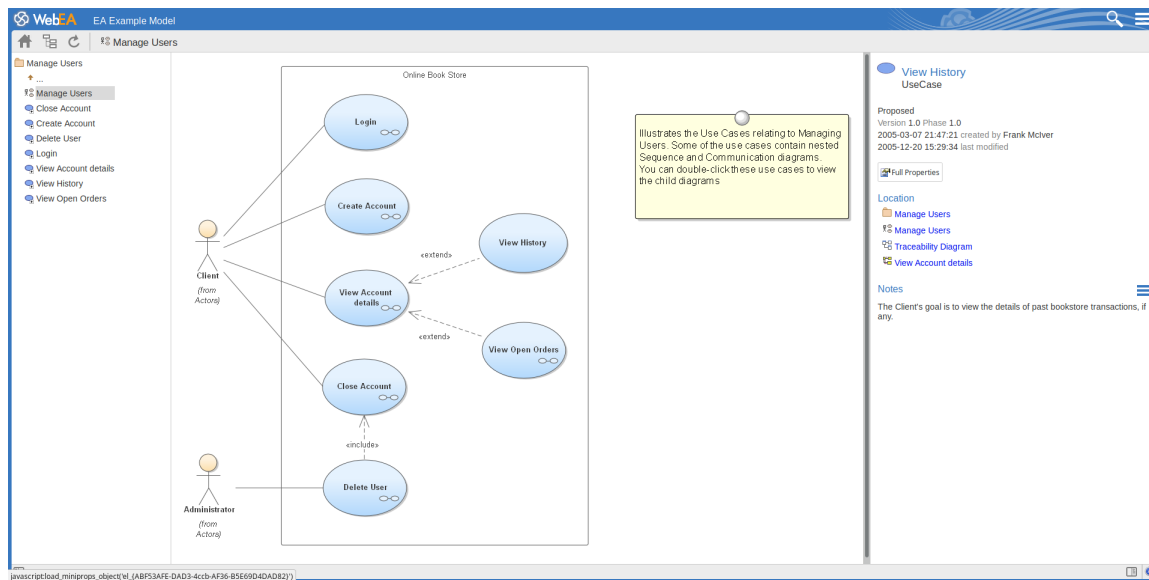 WebEA EA Example Model
Manage Users
Manage Users
...
Manage Users
Close Account
Create Account
Delete User
Login
View Account details
View History
View Open Orders
Online Book Store
Login
Create Account
View History
«extend»
Client
(from
Actors)
View Account
details
«extend»
View Open Orders
Close Account
«include»
Delete User
Administrator
(from
Actors)
Illustrates the Use Cases relating to Managing
Users. Some of the use cases contain nested
Sequence and Communication diagrams.
You can double-click these use cases to view
the child diagrams
View History
UseCase
Proposed
Version 1.0 Phase 1.0
2005-03-07 21:47:21 created by Frank McIver
2005-12-20 15:29:34 last modified
Full Properties
Location
Manage Users
Manage Users
Traceability Diagram
View Account details
Notes
The Client's goal is to view the details of past bookstore transactions, if
any.
javascript:load_miniprops_object('el_{ABF53AFE-DAD3-4ccb-AF36-B5E69D4DAD82}')